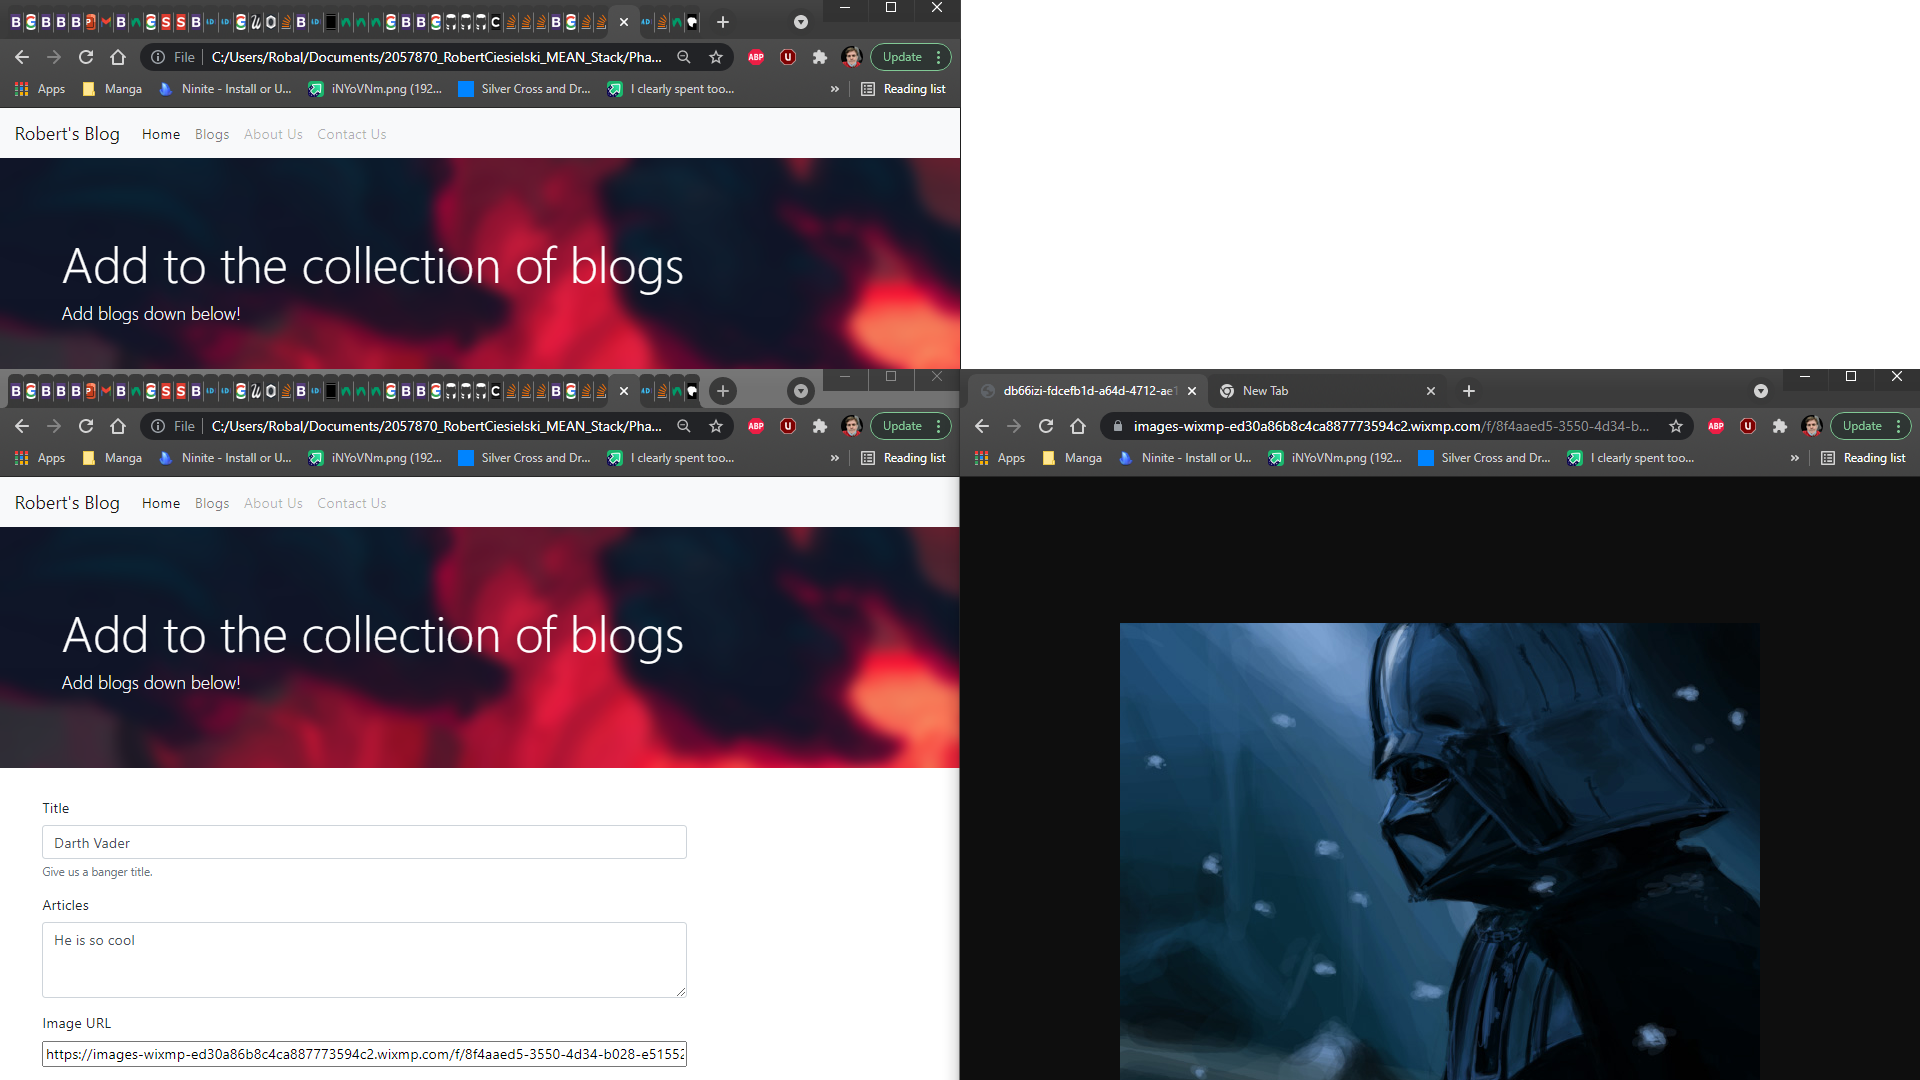 File C:/Users/Robal/Documents/2057870_RobertCiesielski_MEAN_Stack/Pha... Update
Apps Manga Ninite - Install or U... iNYoVNm.png (192... Silver Cross and Dr... I clearly spent too... » Reading list
Robert's Blog Home Blogs About Us Contact Us
Add to the collection of blogs
Add blogs down below!
File C:/Users/Robal/Documents/2057870_RobertCiesielski_MEAN_Stack/Pha... Update
Apps Manga Ninite - Install or U... iNYoVNm.png (192... Silver Cross and Dr... I clearly spent too... » Reading list
Robert's Blog Home Blogs About Us Contact Us
Add to the collection of blogs
Add blogs down below!
Title
Darth Vader
Give us a banger title.
Articles
He is so cool
Image URL
https://images-wixmp-ed30a86b8c4ca887773594c2.wixmp.com/f/8f4aaed5-3550-4d34-b028-e51552
db66izi-fdcefb1d-a64d-4712-ae1 New Tab
images-wixmp-ed30a86b8c4ca887773594c2.wixmp.com/f/8f4aaed5-3550-4d34-b... ABP Update
Apps Manga Ninite - Install or U... iNYoVNm.png (192... Silver Cross and Dr... I clearly spent too... » Reading list